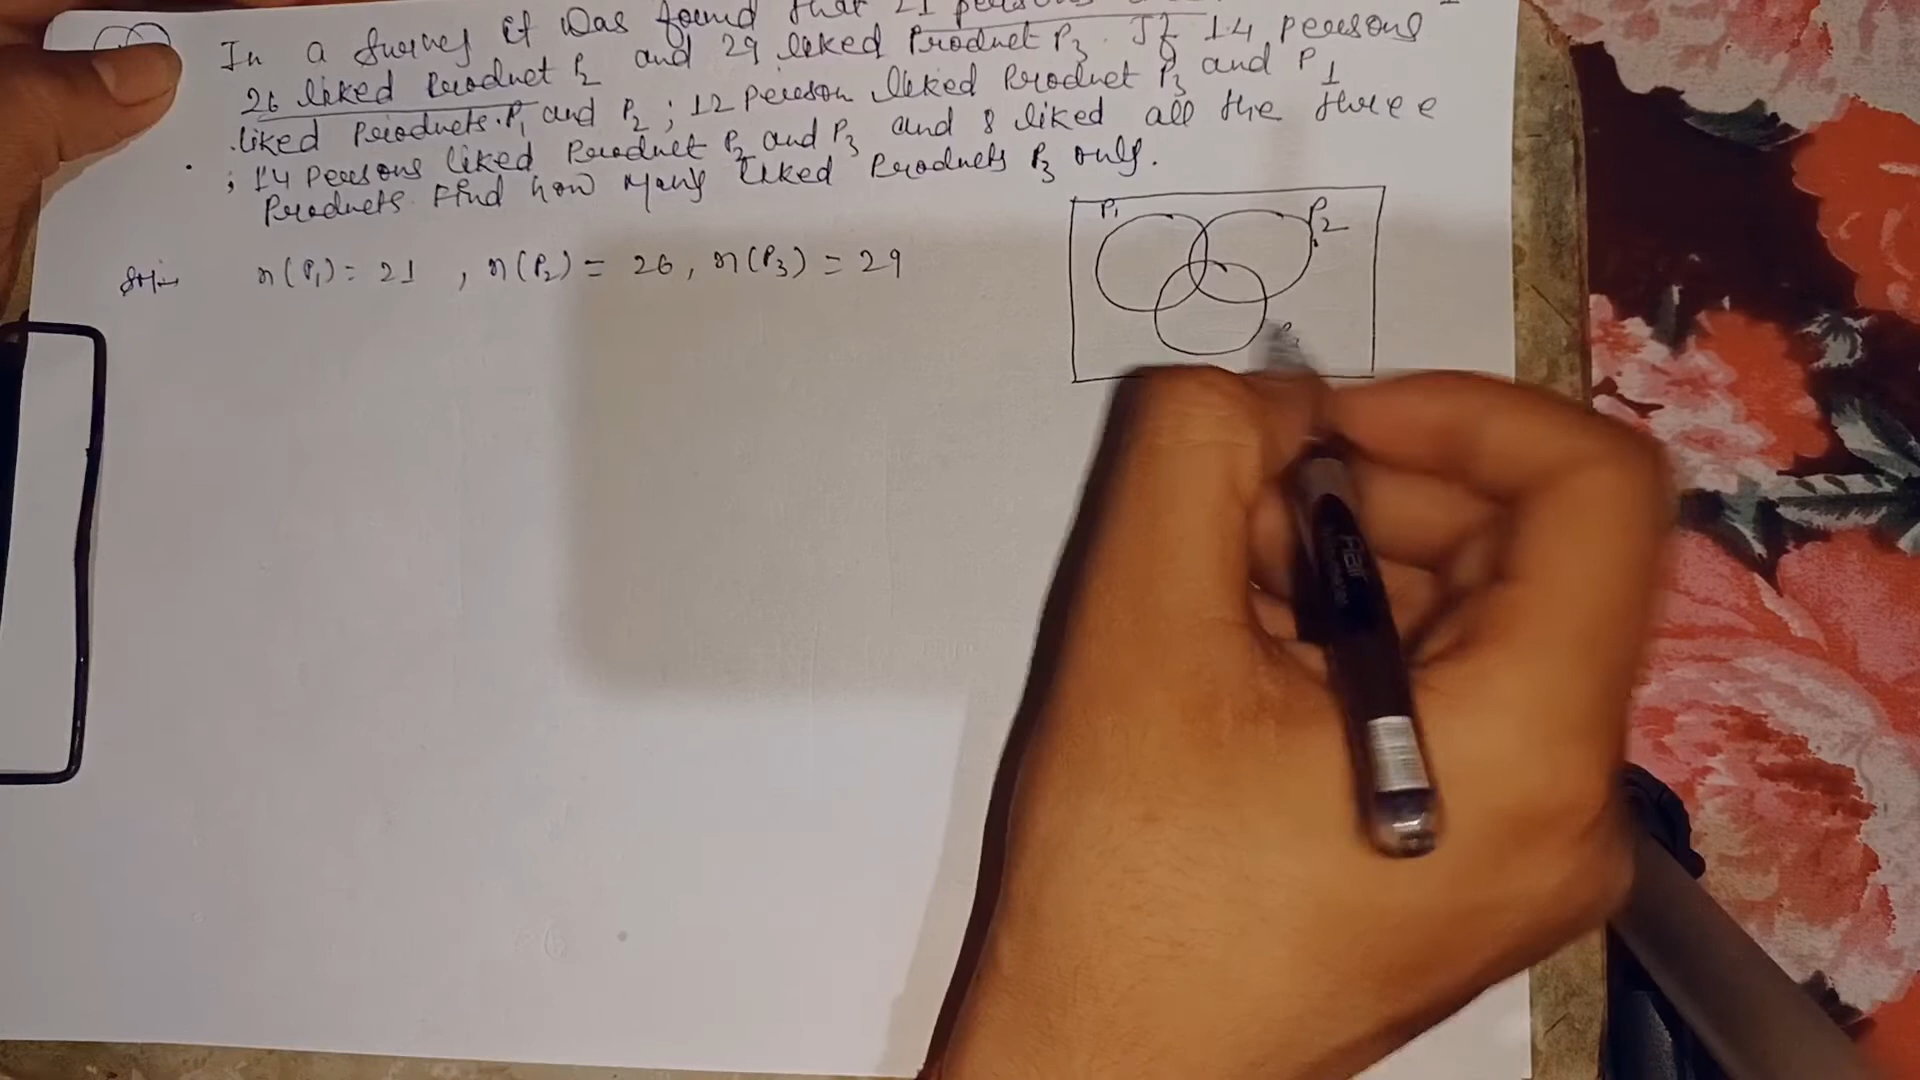 In a survey it was found that 21 persons
26 liked Product P2 and 29 liked Product P3. If 14 persons
liked Products. P1 and P2 ; 12 person liked Product P3 and P1
; 14 persons liked Product P2 and P3 and 8 liked all the three
Products. Find how many liked Products P3 only.
P1 P2
n(P1) = 21 , n(P2) = 26, n(P3) = 29
Flair